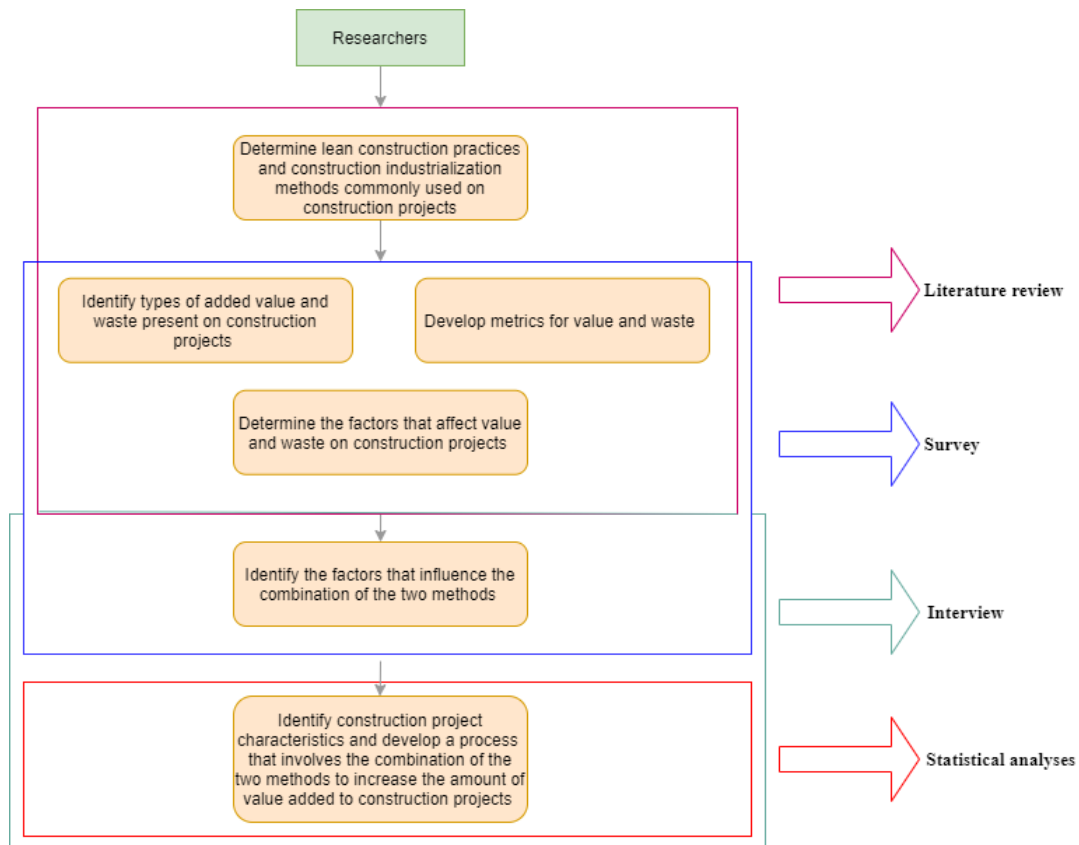 Researchers
Determine lean construction practices
and construction industrialization
methods commonly used on
construction projects
Identify types of added value and
waste present on construction
projects
Develop metrics for value and waste
Determine the factors that affect value
and waste on construction projects
Identify the factors that influence the
combination of the two methods
Identify construction project
characteristics and develop a process
that involves the combination of the
two methods to increase the amount of
value added to construction projects
Literature review
Survey
Interview
Statistical analyses